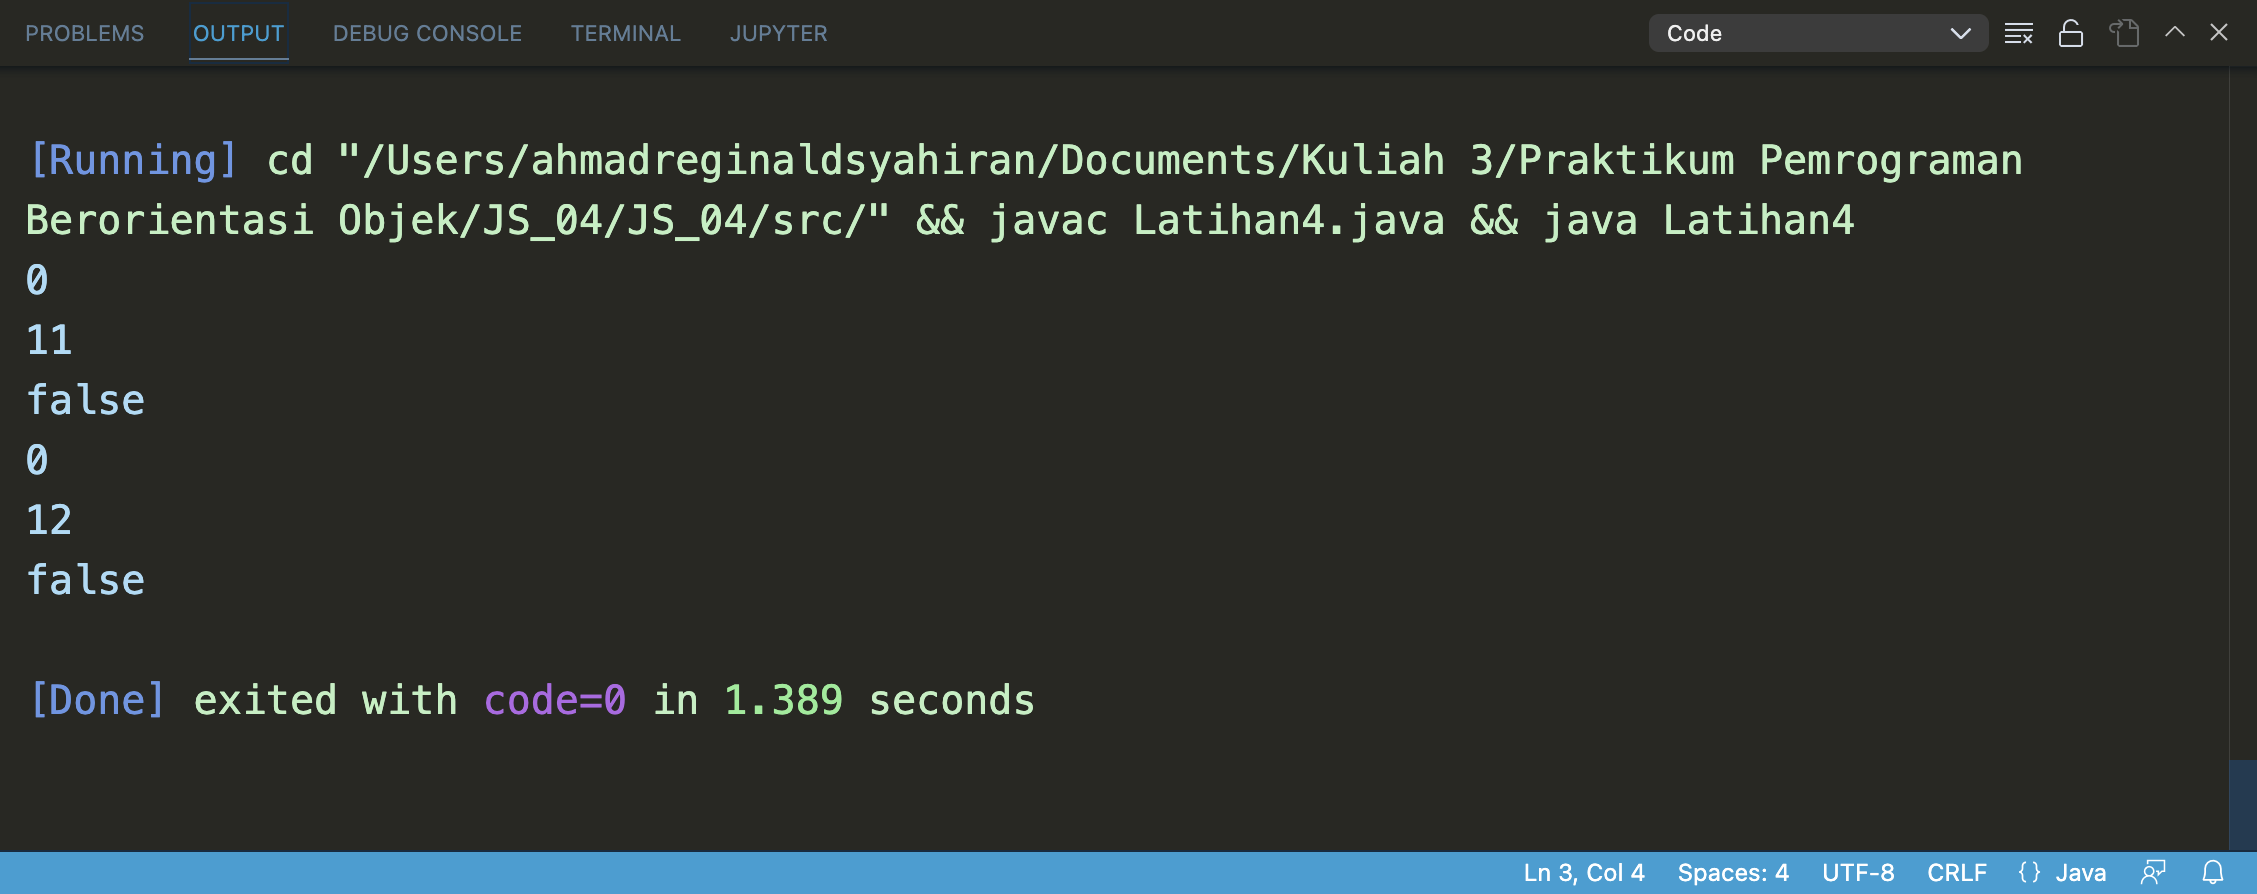 PROBLEMS OUTPUT DEBUG CONSOLE TERMINAL JUPYTER Code
[Running] cd "/Users/ahmadreginaldsyahiran/Documents/Kuliah 3/Praktikum Pemrograman
Berorientasi Objek/JS_04/JS_04/src/" && javac Latihan4.java && java Latihan4
0
11
false
0
12
false
[Done] exited with code=0 in 1.389 seconds
Ln 3, Col 4 Spaces: 4 UTF-8 CRLF {} Java